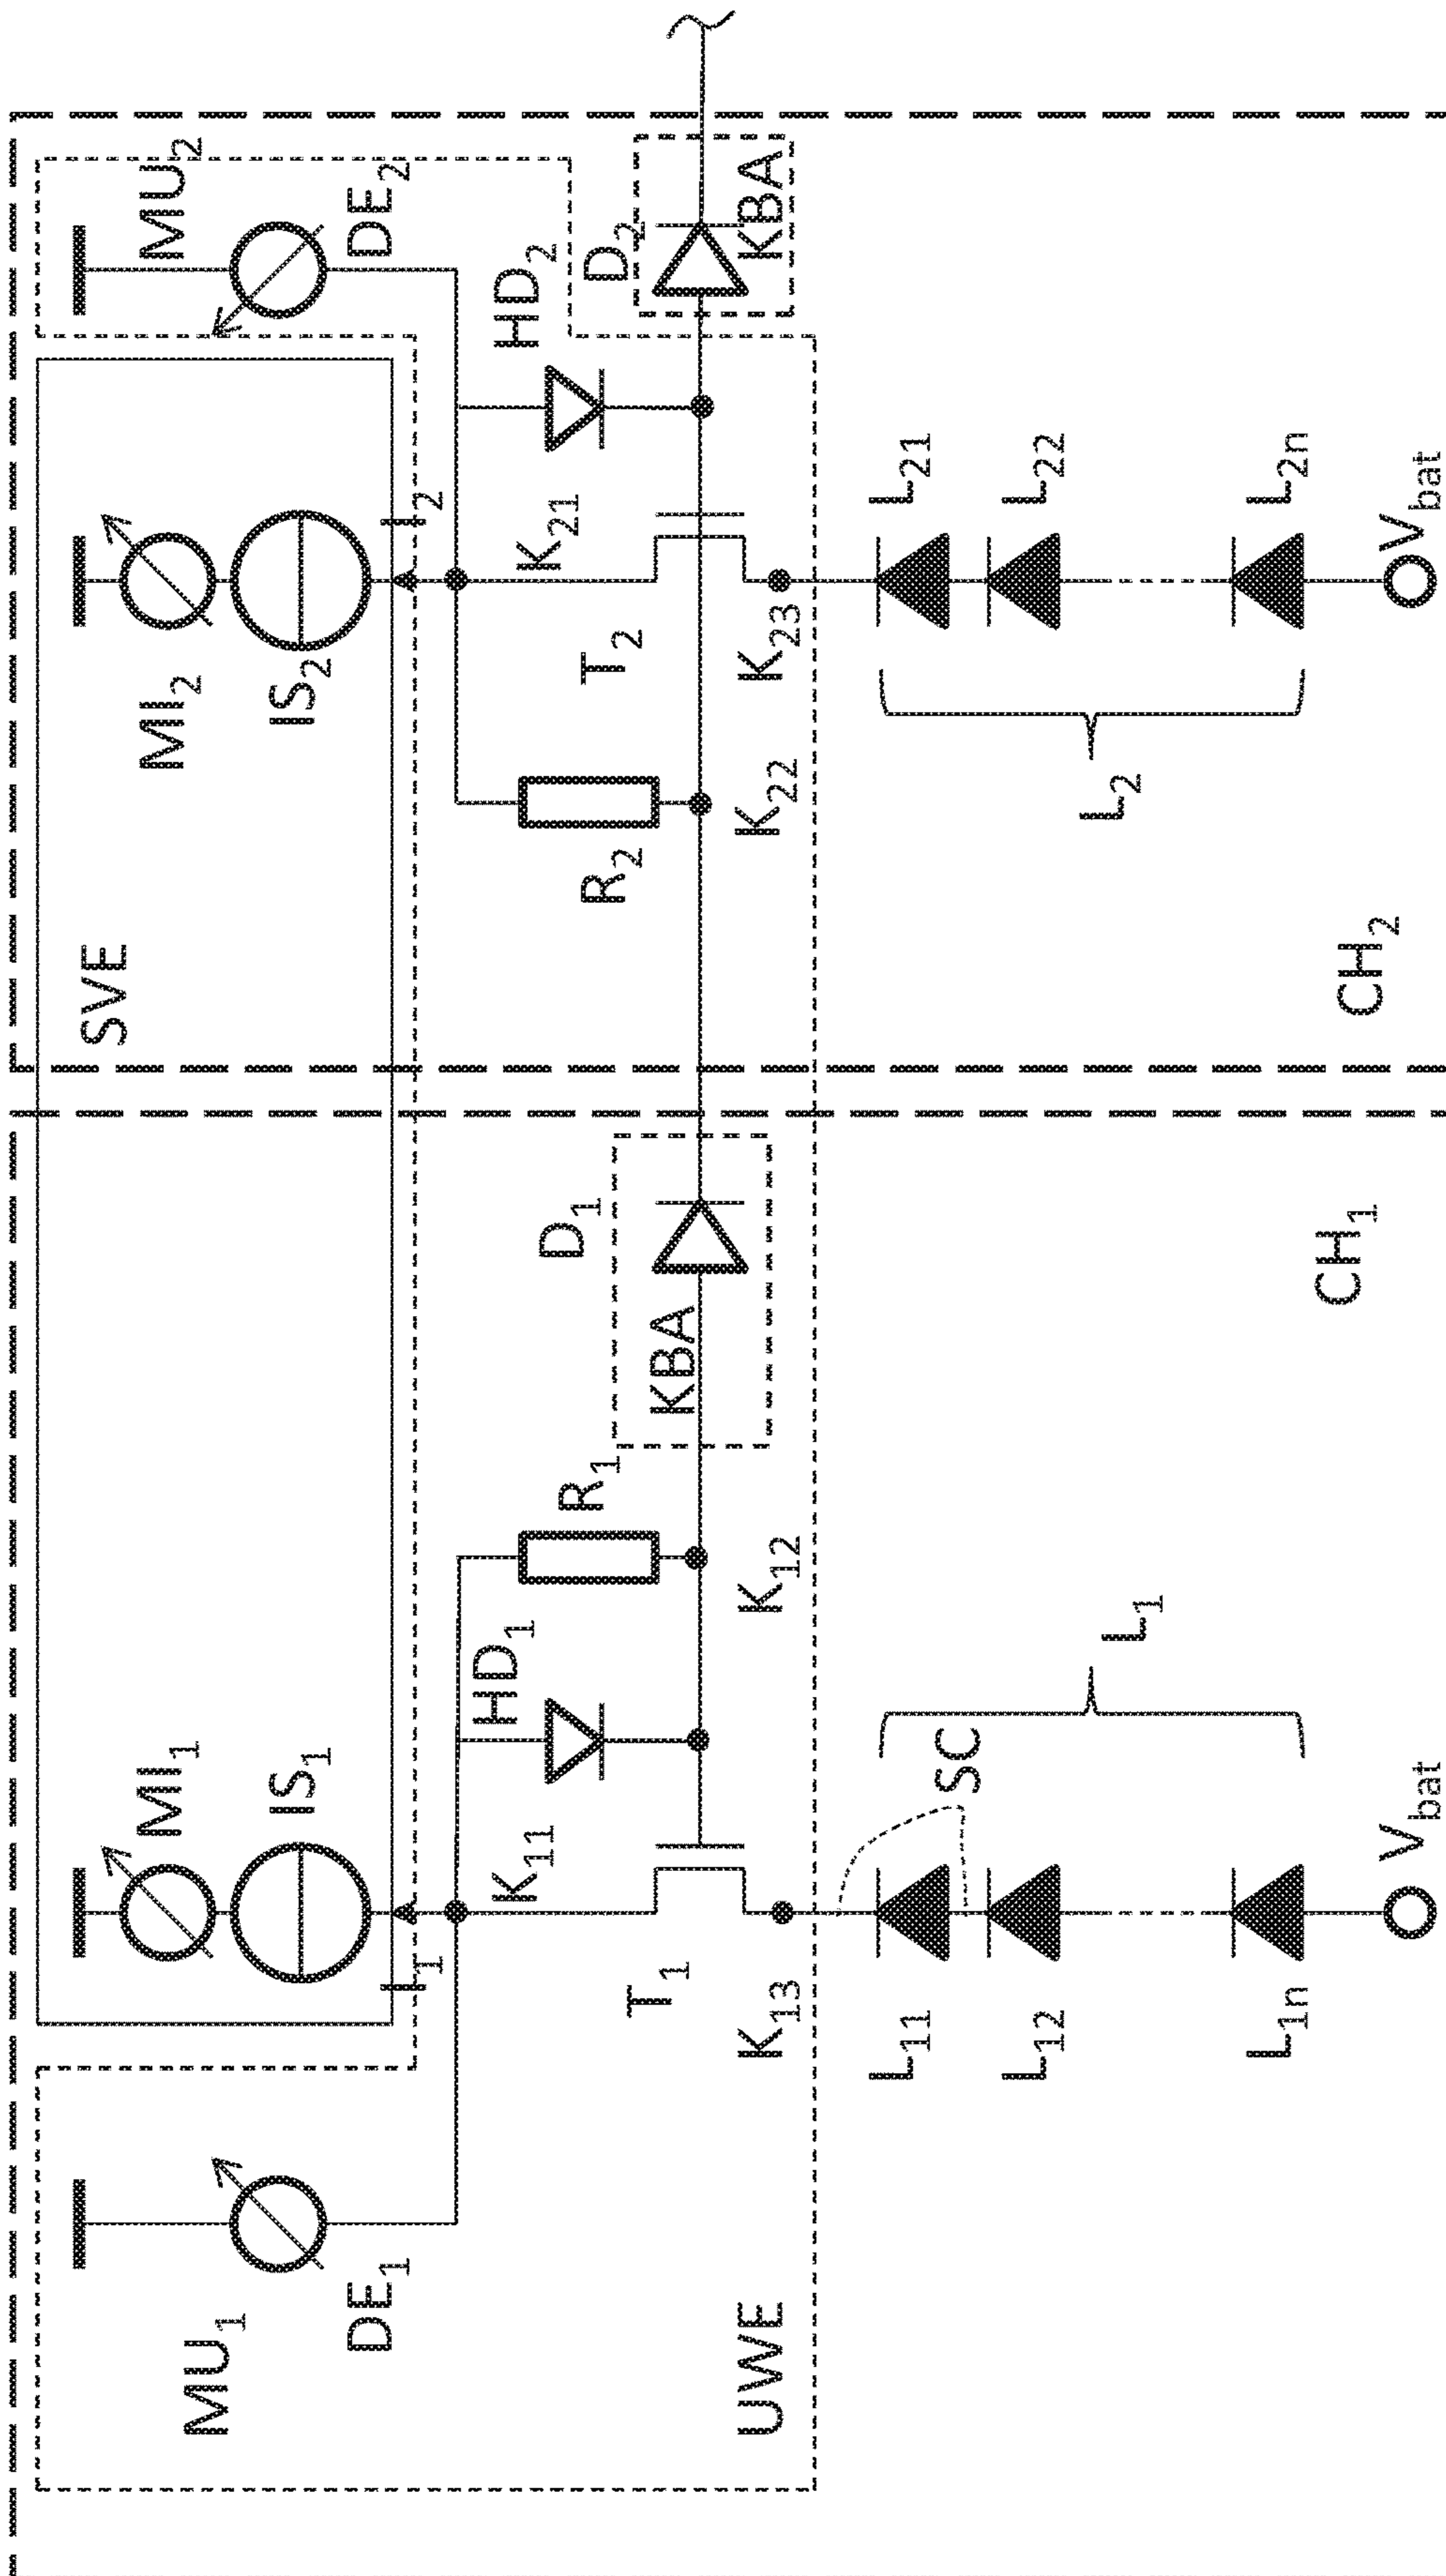 MU₁
DE₁
UWE
MI₁
IS₁
I₁
K₁₁
HD₁
R₁
T₁
K₁₃
K₁₂
KBA
D₁
L₁₁
L₁₂
L₁ₙ
SC
L₁
V_bat
CH₁
SVE
MI₂
IS₂
I₂
MU₂
DE₂
HD₂
K₂₁
R₂
T₂
K₂₂
K₂₃
D₂
KBA
L₂₁
L₂₂
L₂ₙ
L₂
V_bat
CH₂